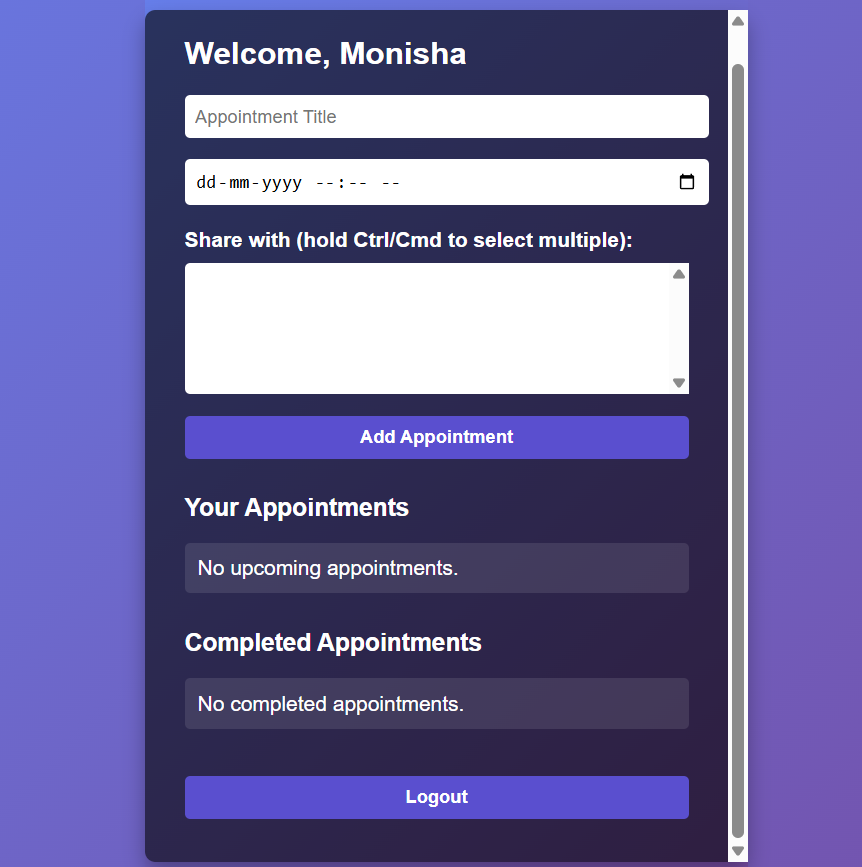 Welcome, Monisha
Appointment Title
dd-mm-yyyy --:-- --
Share with (hold Ctrl/Cmd to select multiple):
Add Appointment
Your Appointments
No upcoming appointments.
Completed Appointments
No completed appointments.
Logout